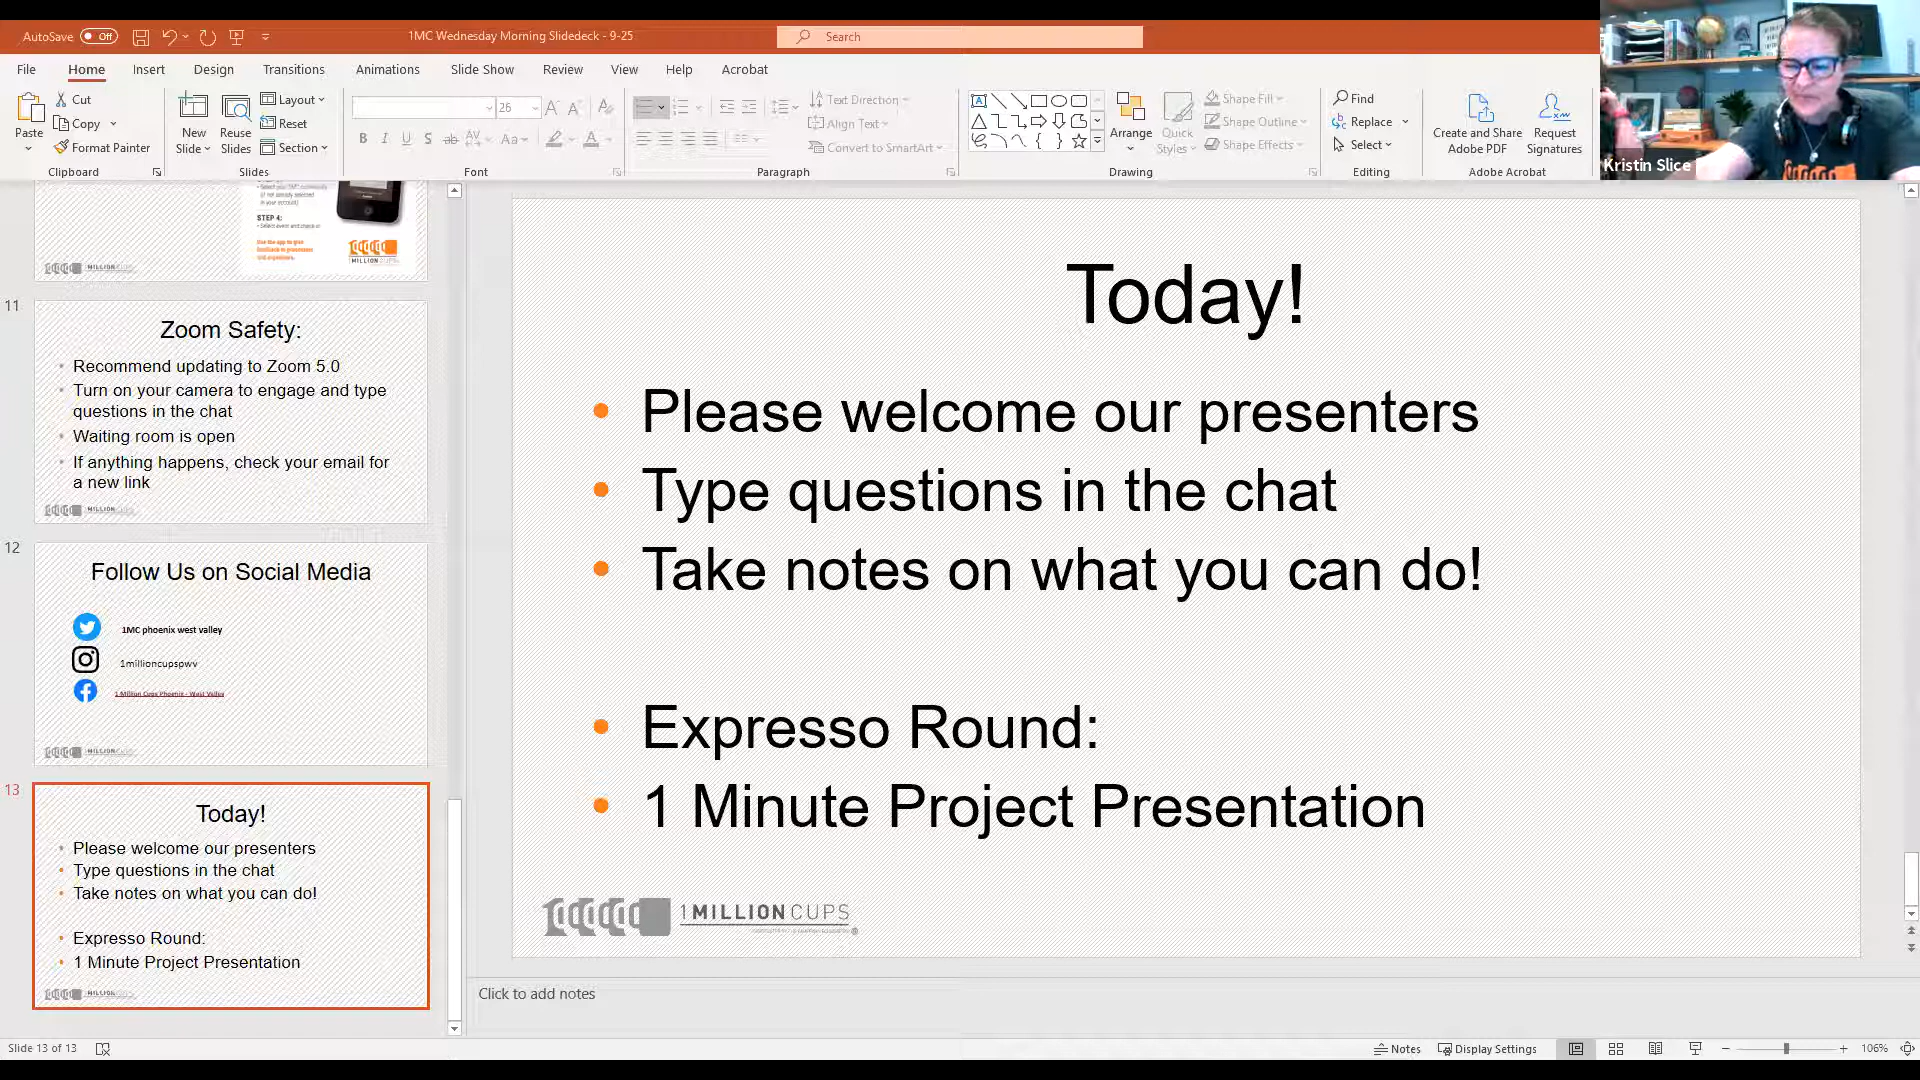 AutoSave Off
1MC Wednesday Morning Slidedeck - 9-25
Search
File Home Insert Design Transitions Animations Slide Show Review View Help Acrobat
Paste
Cut
Copy
Format Painter
Clipboard
New Slide
Reuse Slides
Layout
Reset
Section
Slides
26
Font
Text Direction
Align Text
Convert to SmartArt
Paragraph
Arrange
Quick Styles
Shape Fill
Shape Outline
Shape Effects
Drawing
Find
Replace
Select
Editing
Create and Share Adobe PDF
Request Signatures
Adobe Acrobat
Kristin Slice
STEP 4:
MILLION CUPS
11
Zoom Safety:
Recommend updating to Zoom 5.0
Turn on your camera to engage and type
questions in the chat
Waiting room is open
If anything happens, check your email for
a new link
12
Follow Us on Social Media
1MC phoenix west valley
1millioncupspwv
1 Million Cups Phoenix - West Valley
13
Today!
Please welcome our presenters
Type questions in the chat
Take notes on what you can do!
Expresso Round:
1 Minute Project Presentation
Today!
Please welcome our presenters
Type questions in the chat
Take notes on what you can do!
Expresso Round:
1 Minute Project Presentation
1MILLIONCUPS
Click to add notes
Slide 13 of 13
Notes
Display Settings
106%